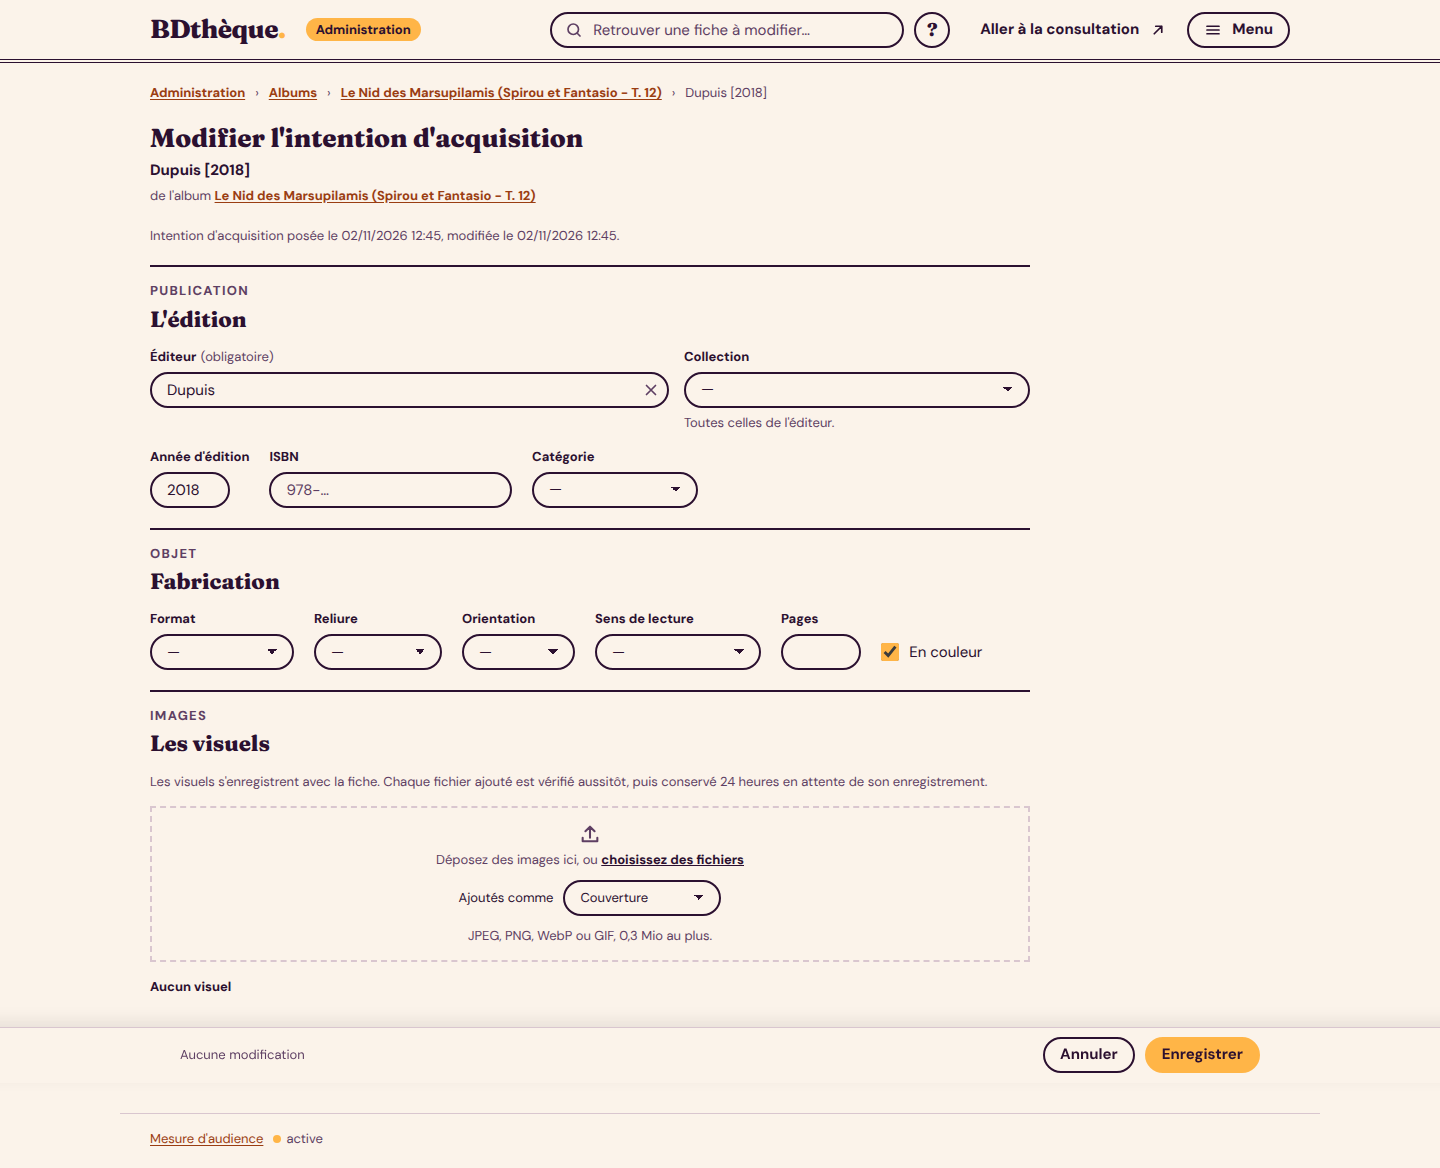 BDthèque.
Administration
Retrouver une fiche à modifier…
?
Aller à la consultation
Menu
Administration › Albums › Le Nid des Marsupilamis (Spirou et Fantasio - T. 12) › Dupuis [2018]
Modifier l'intention d'acquisition
Dupuis [2018]
de l'album Le Nid des Marsupilamis (Spirou et Fantasio - T. 12)
Intention d'acquisition posée le 02/11/2026 12:45, modifiée le 02/11/2026 12:45.
PUBLICATION
L'édition
Éditeur (obligatoire)
Collection
Dupuis
—
Toutes celles de l'éditeur.
Année d'édition
ISBN
Catégorie
2018
978-…
—
OBJET
Fabrication
Format
Reliure
Orientation
Sens de lecture
Pages
—
—
—
—
En couleur
IMAGES
Les visuels
Les visuels s'enregistrent avec la fiche. Chaque fichier ajouté est vérifié aussitôt, puis conservé 24 heures en attente de son enregistrement.
Déposez des images ici, ou choisissez des fichiers
Ajoutés comme
Couverture
JPEG, PNG, WebP ou GIF, 0,3 Mio au plus.
Aucun visuel
Aucune modification
Annuler
Enregistrer
Mesure d'audience
active